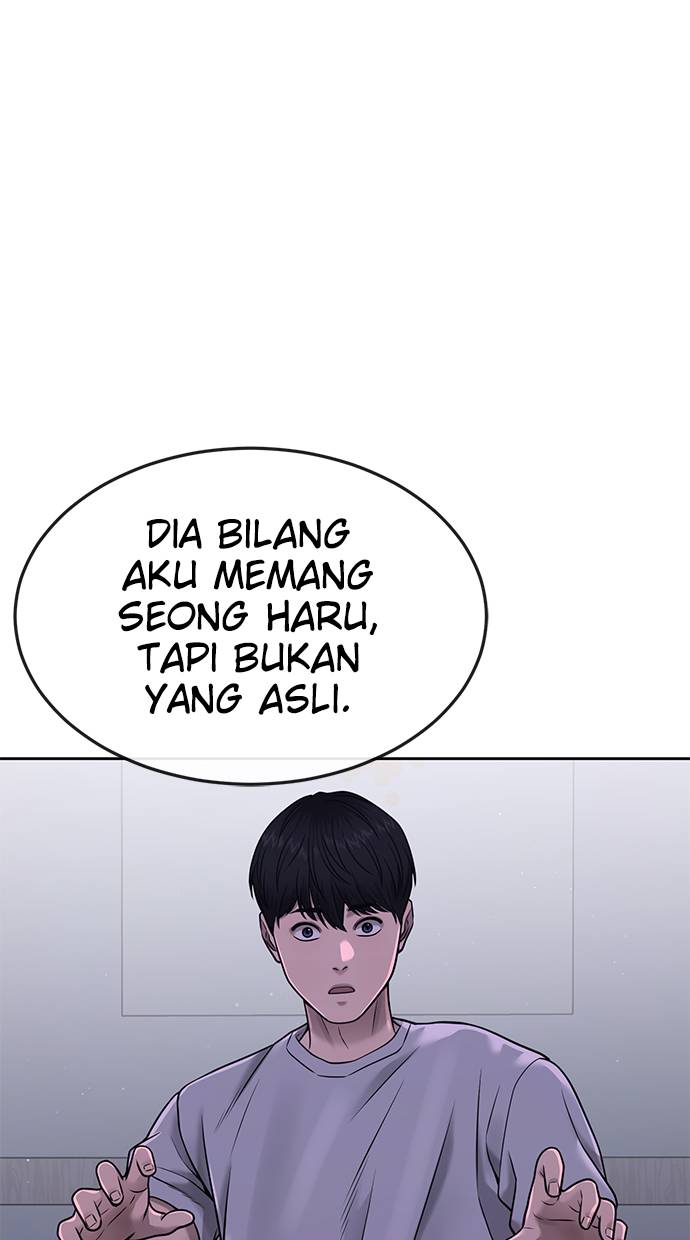 DIA BILANG
AKU MEMANG
SEONG HARU,
TAPI BUKAN
YANG ASLI.